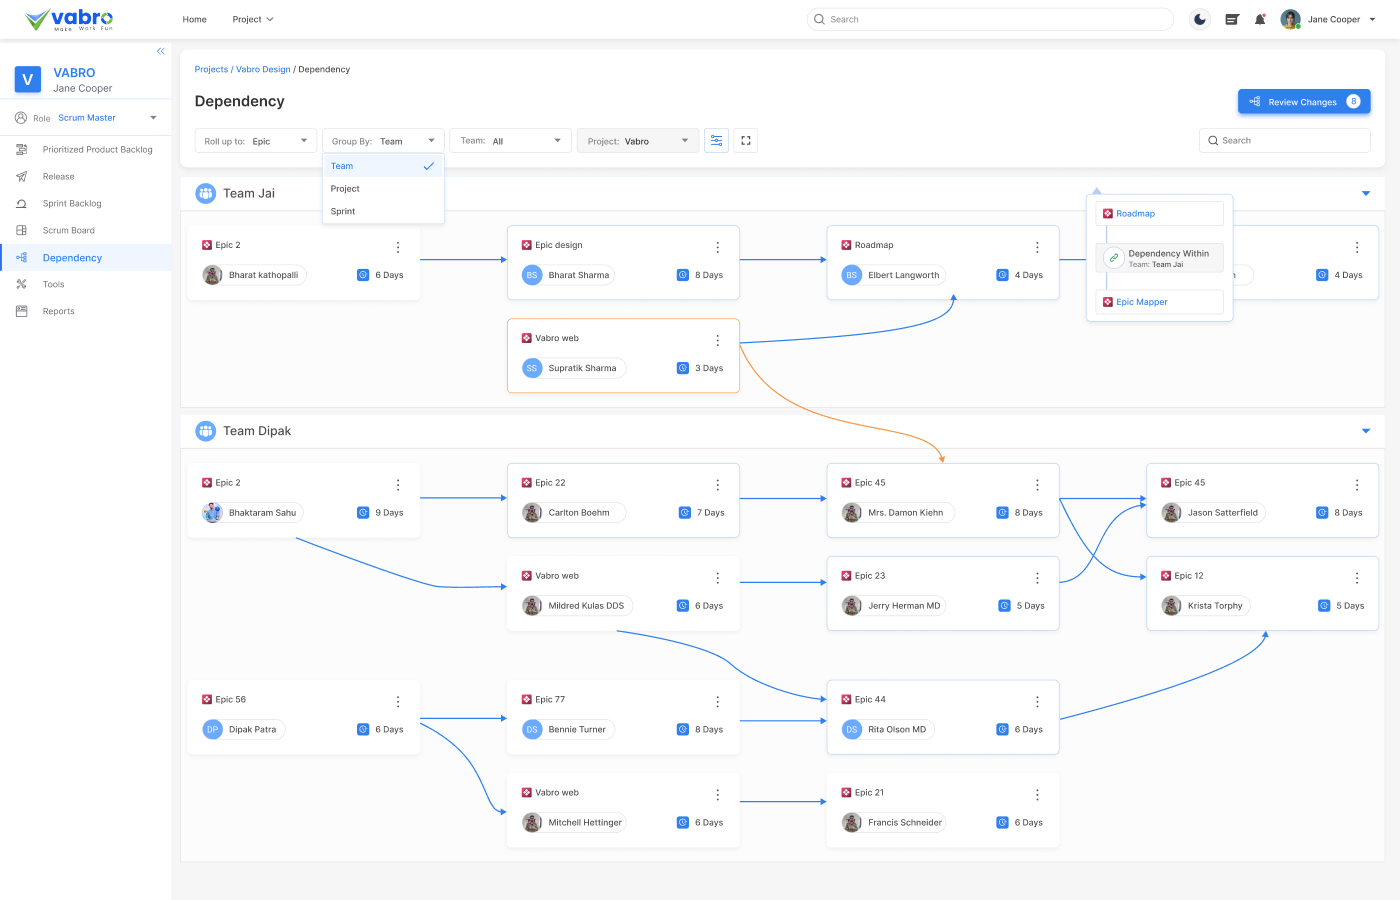 vabro
Make Work Fun
Home
Project
Search
Jane Cooper
V
VABRO
Jane Cooper
Role Scrum Master
Prioritized Product Backlog
Release
Sprint Backlog
Scrum Board
Dependency
Tools
Reports
Projects / Vabro Design / Dependency
Dependency
Review Changes 8
Roll up to: Epic
Group By: Team
Team: All
Project: Vabro
Search
Team
Project
Sprint
Team Jai
Epic 2
Bharat kathopalli
6 Days
Epic design
BS Bharat Sharma
8 Days
Roadmap
BS Elbert Langworth
4 Days
Roadmap
Dependency Within
Team: Team Jai
Epic Mapper
4 Days
Vabro web
SS Supratik Sharma
3 Days
Team Dipak
Epic 2
Bhaktaram Sahu
9 Days
Epic 22
Carlton Boehm
7 Days
Epic 45
Mrs. Damon Kiehn
8 Days
Epic 45
Jason Satterfield
8 Days
Vabro web
Mildred Kulas DDS
6 Days
Epic 23
Jerry Herman MD
5 Days
Epic 12
Krista Torphy
5 Days
Epic 56
DP Dipak Patra
6 Days
Epic 77
DS Bennie Turner
8 Days
Epic 44
DS Rita Olson MD
6 Days
Vabro web
Mitchell Hettinger
6 Days
Epic 21
Francis Schneider
6 Days